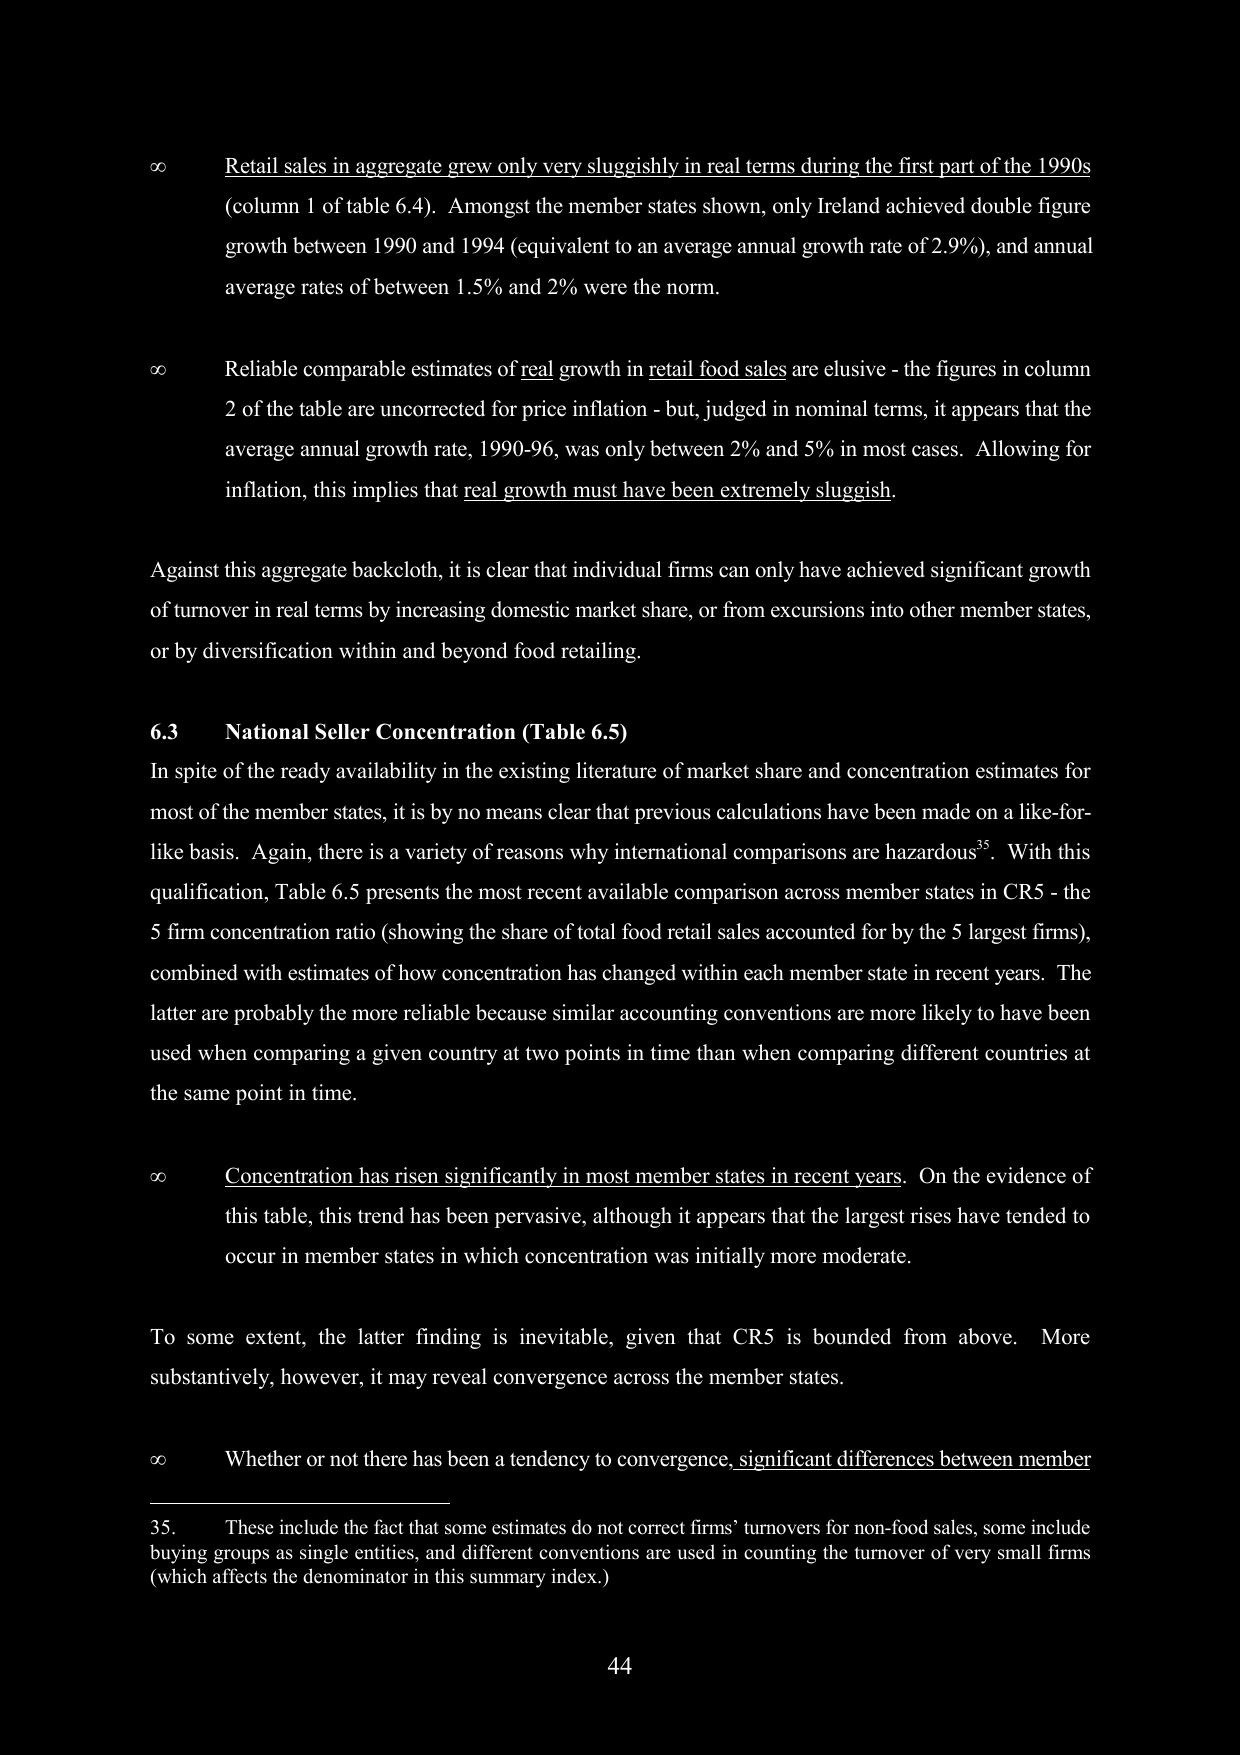 ∞ Retail sales in aggregate grew only very sluggishly in real terms during the first part of the 1990s
(column 1 of table 6.4). Amongst the member states shown, only Ireland achieved double figure
growth between 1990 and 1994 (equivalent to an average annual growth rate of 2.9%), and annual
average rates of between 1.5% and 2% were the norm.
∞ Reliable comparable estimates of real growth in retail food sales are elusive - the figures in column
2 of the table are uncorrected for price inflation - but, judged in nominal terms, it appears that the
average annual growth rate, 1990-96, was only between 2% and 5% in most cases. Allowing for
inflation, this implies that real growth must have been extremely sluggish.
Against this aggregate backcloth, it is clear that individual firms can only have achieved significant growth
of turnover in real terms by increasing domestic market share, or from excursions into other member states,
or by diversification within and beyond food retailing.
6.3 National Seller Concentration (Table 6.5)
In spite of the ready availability in the existing literature of market share and concentration estimates for
most of the member states, it is by no means clear that previous calculations have been made on a like-for-
like basis. Again, there is a variety of reasons why international comparisons are hazardous35. With this
qualification, Table 6.5 presents the most recent available comparison across member states in CR5 - the
5 firm concentration ratio (showing the share of total food retail sales accounted for by the 5 largest firms),
combined with estimates of how concentration has changed within each member state in recent years. The
latter are probably the more reliable because similar accounting conventions are more likely to have been
used when comparing a given country at two points in time than when comparing different countries at
the same point in time.
∞ Concentration has risen significantly in most member states in recent years. On the evidence of
this table, this trend has been pervasive, although it appears that the largest rises have tended to
occur in member states in which concentration was initially more moderate.
To some extent, the latter finding is inevitable, given that CR5 is bounded from above. More
substantively, however, it may reveal convergence across the member states.
∞ Whether or not there has been a tendency to convergence, significant differences between member
35. These include the fact that some estimates do not correct firms’ turnovers for non-food sales, some include
buying groups as single entities, and different conventions are used in counting the turnover of very small firms
(which affects the denominator in this summary index.)
44